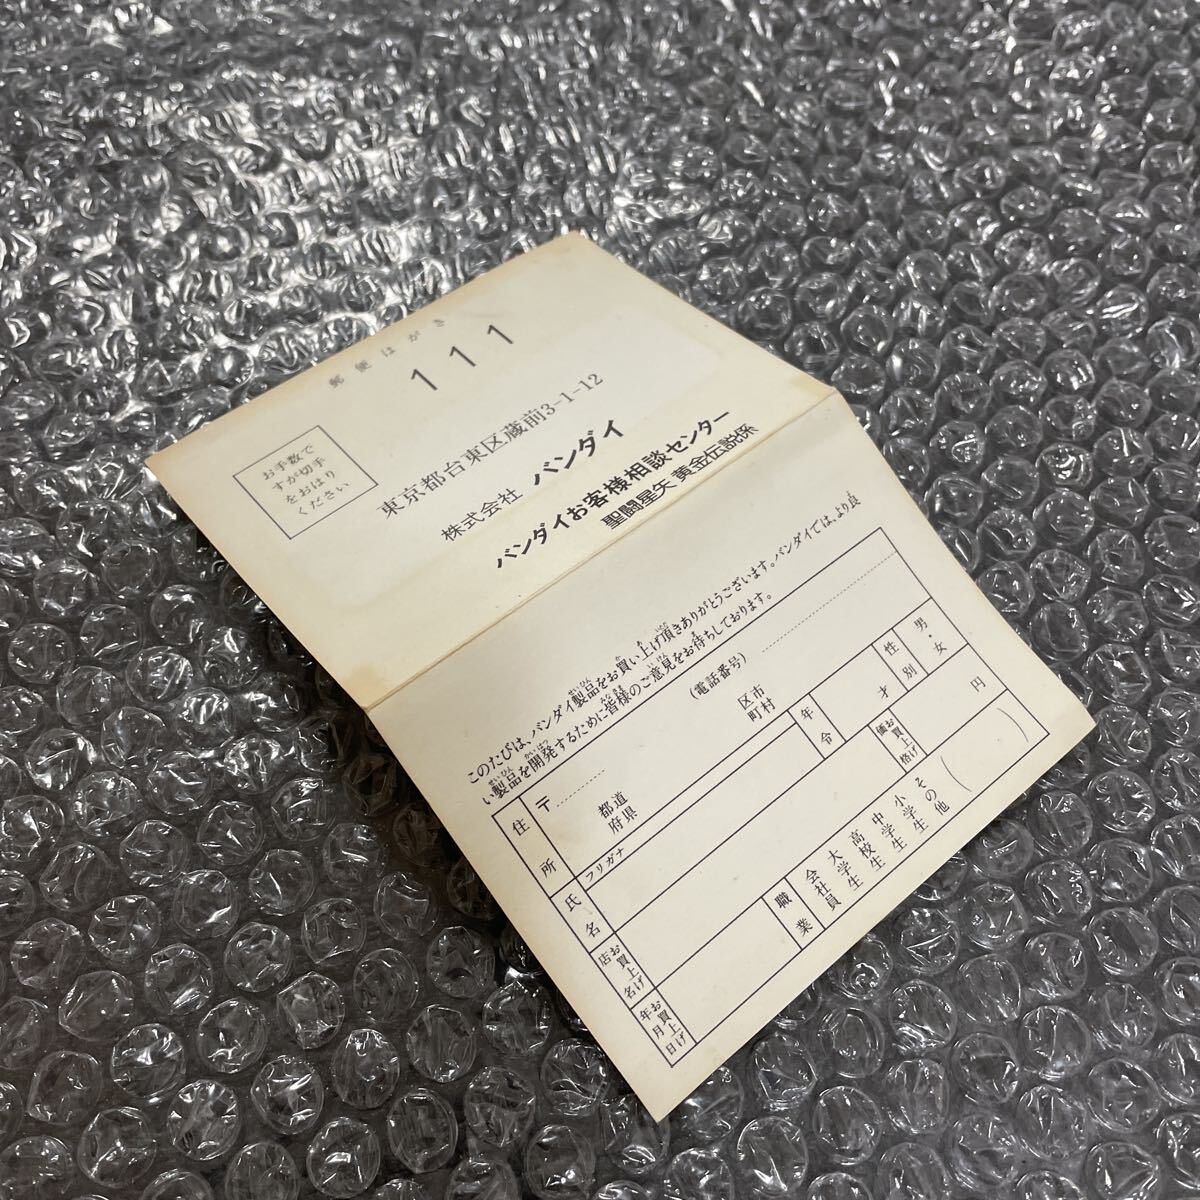 郵便はがき
111
お手数で
すが切手
をおはり
ください
東京都台東区蔵前3-1-12
株式会社 バンダイ
バンダイお客様相談センター
聖闘星矢 黄金伝説係
このたびは、バンダイ製品をお買い上げ頂きありがとうございます。バンダイでは、より良
い製品を開発するために皆様のご意見をお待ちしております。
住所
〒
(電話番号)
都道
府県
区市
町村
フリガナ
氏名
年令
才
性別
男・女
お買上げ
店名
お買上げ
価格
円
お買上げ
年月日
職業
会社員
大学生
高校生
中学生
小学生
その他
( )